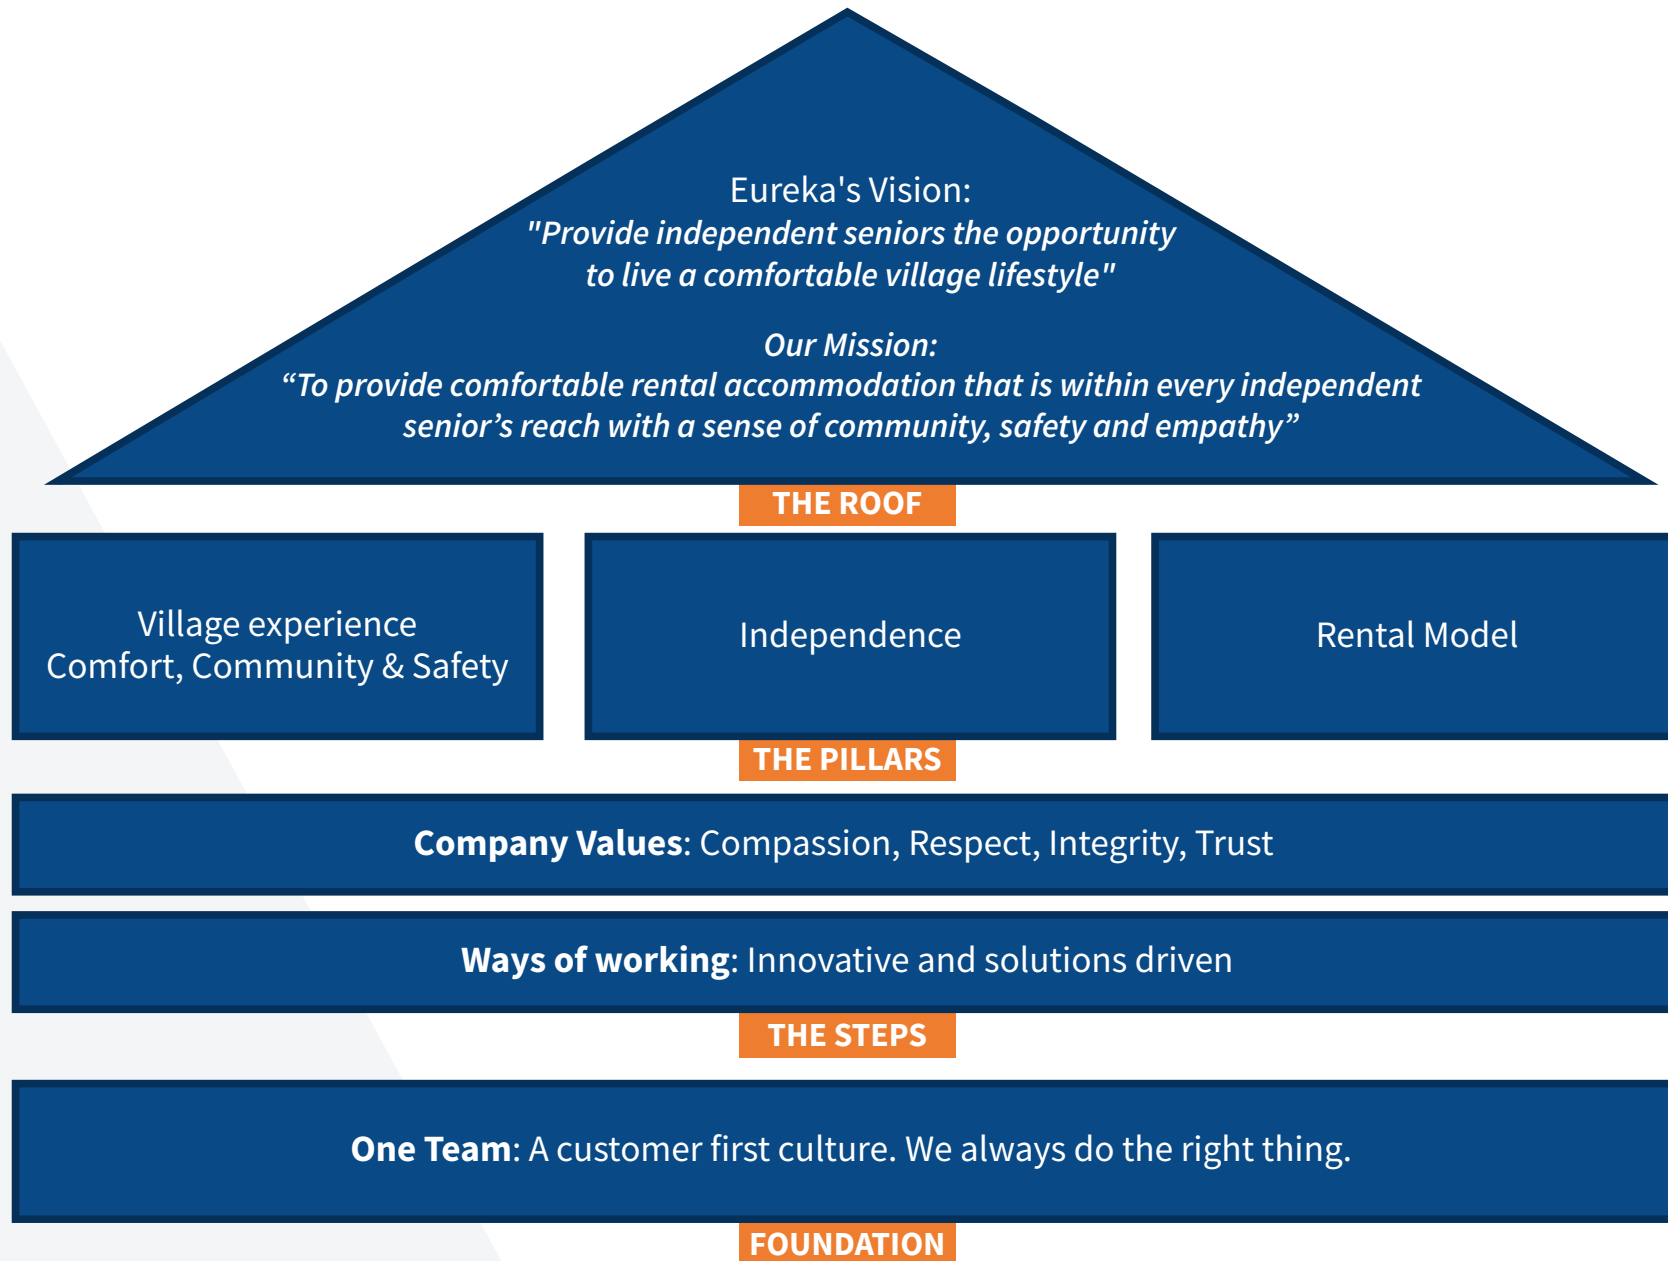 Eureka's Vision:
"Provide independent seniors the opportunity
to live a comfortable village lifestyle"
Our Mission:
“To provide comfortable rental accommodation that is within every independent
senior’s reach with a sense of community, safety and empathy”
THE ROOF
Village experience
Comfort, Community & Safety
Independence
Rental Model
THE PILLARS
Company Values: Compassion, Respect, Integrity, Trust
Ways of working: Innovative and solutions driven
THE STEPS
One Team: A customer first culture. We always do the right thing.
FOUNDATION